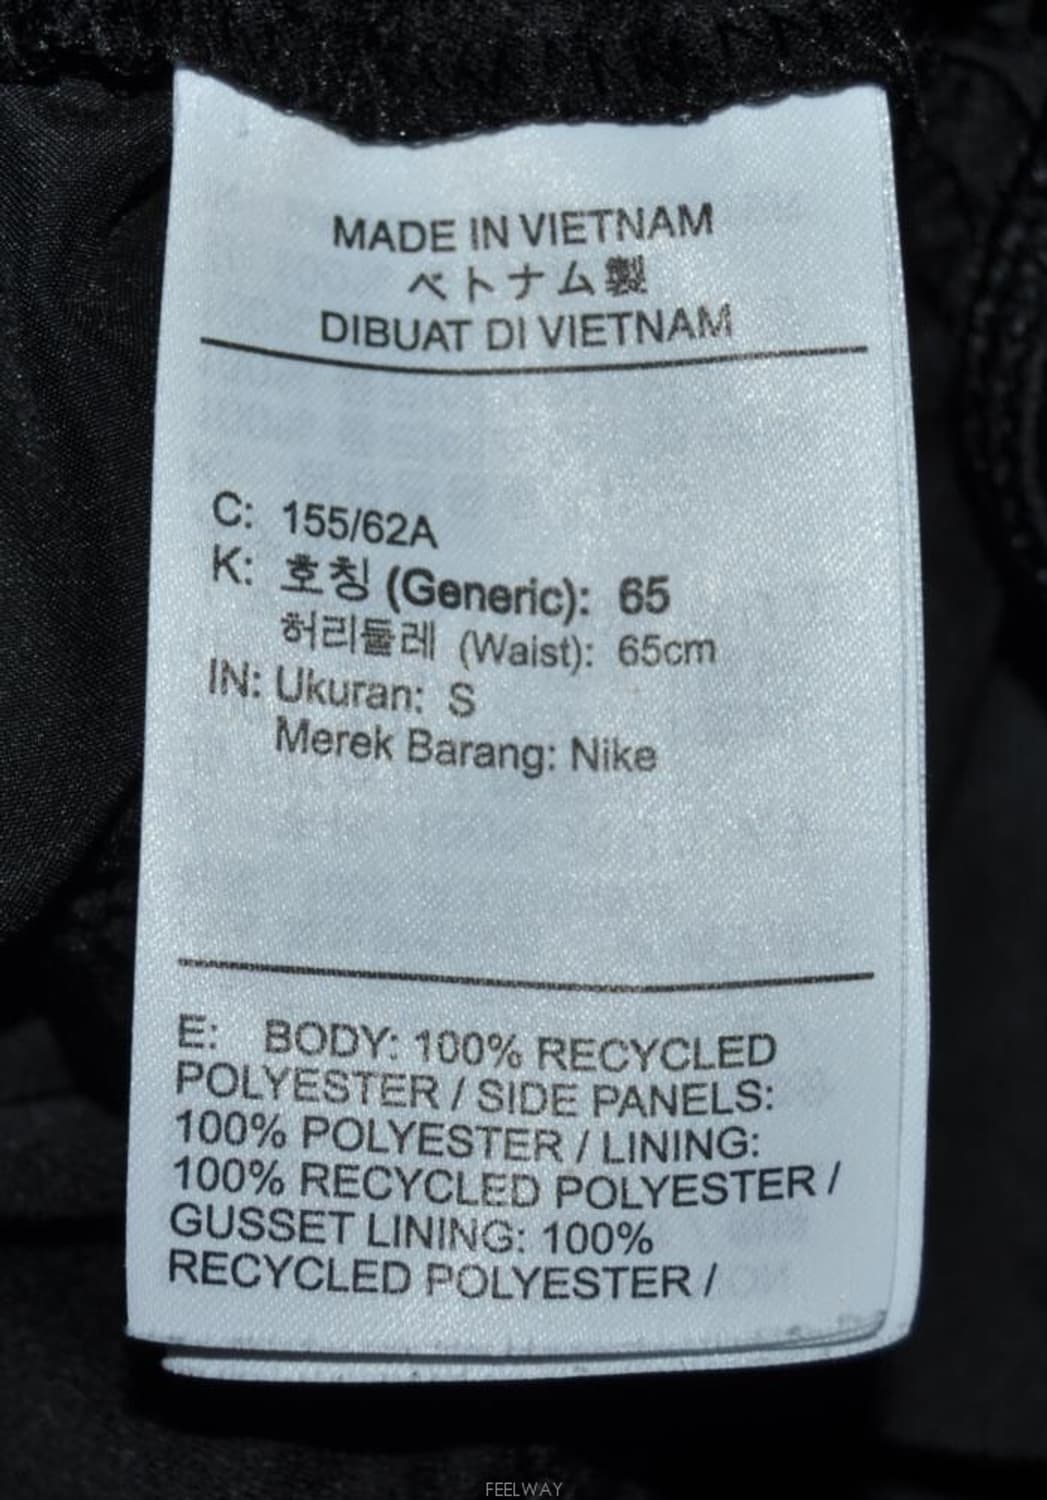 MADE IN VIETNAM
ベトナム製
DIBUAT DI VIETNAM
C: 155/62A
K: 호칭 (Generic): 65
허리둘레 (Waist): 65cm
IN: Ukuran: S
Merek Barang: Nike
E: BODY: 100% RECYCLED
POLYESTER / SIDE PANELS:
100% POLYESTER / LINING:
100% RECYCLED POLYESTER /
GUSSET LINING: 100%
RECYCLED POLYESTER /
FEELWAY